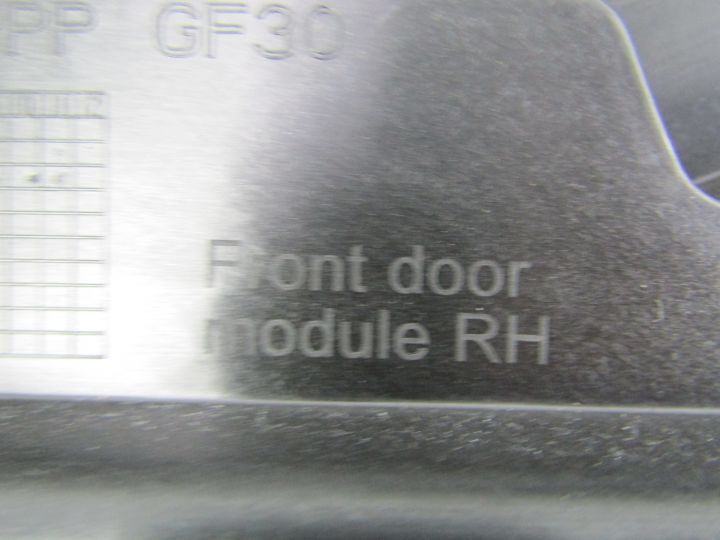 PP GF30
Front door
module RH